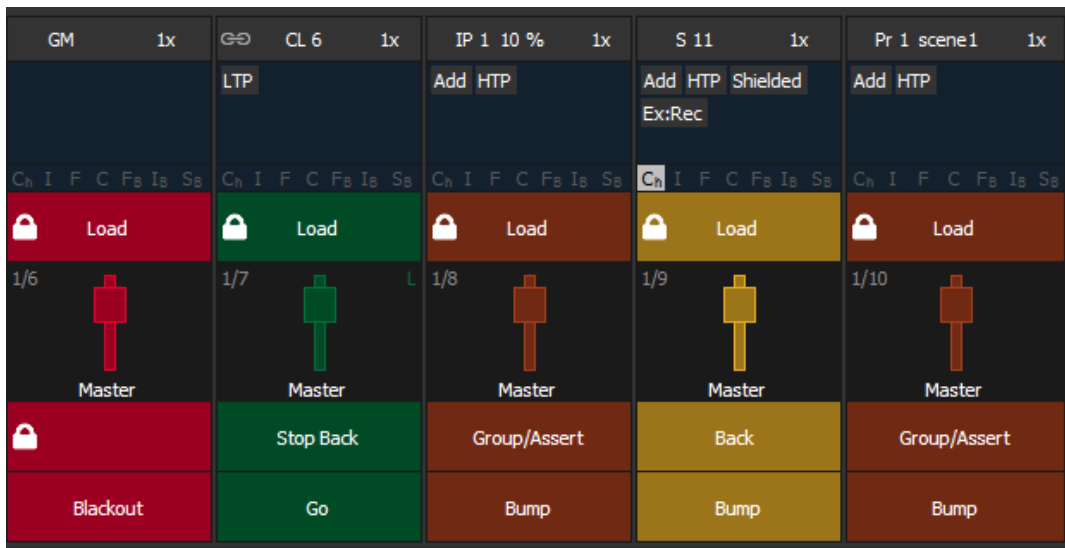 GM 1x CL 6 1x IP 1 10 % 1x S 11 1x Pr 1 scene1 1x
LTP Add HTP Add HTP Shielded Add HTP
Ex:Rec
Ch I F C FB IB SB Ch I F C FB IB SB Ch I F C FB IB SB Ch I F C FB IB SB Ch I F C FB IB SB
Load Load Load Load Load
1/6 1/7 L 1/8 1/9 1/10
Master Master Master Master Master
Stop Back Group/Assert Back Group/Assert
Blackout Go Bump Bump Bump